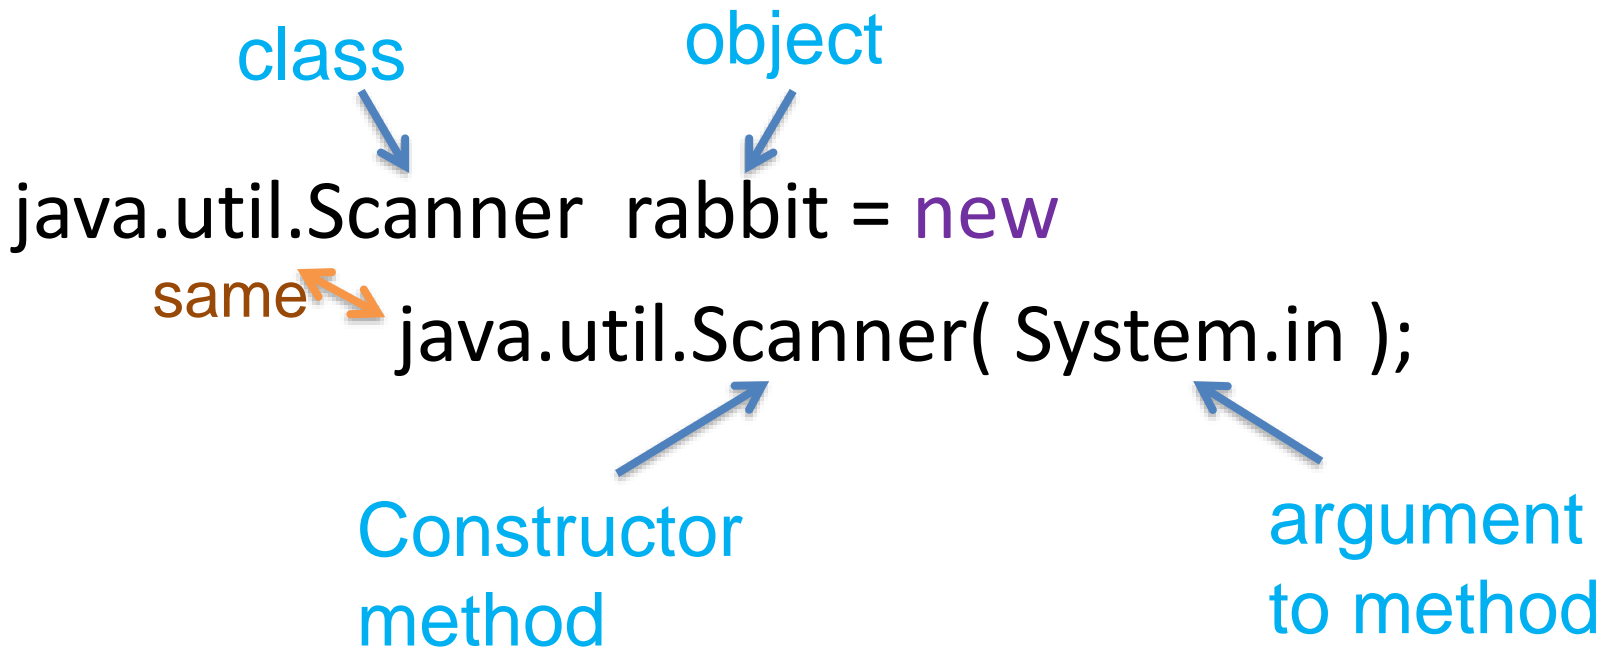 class
object
java.util.Scanner rabbit = new
same
java.util.Scanner( System.in );
Constructor
method
argument
to method